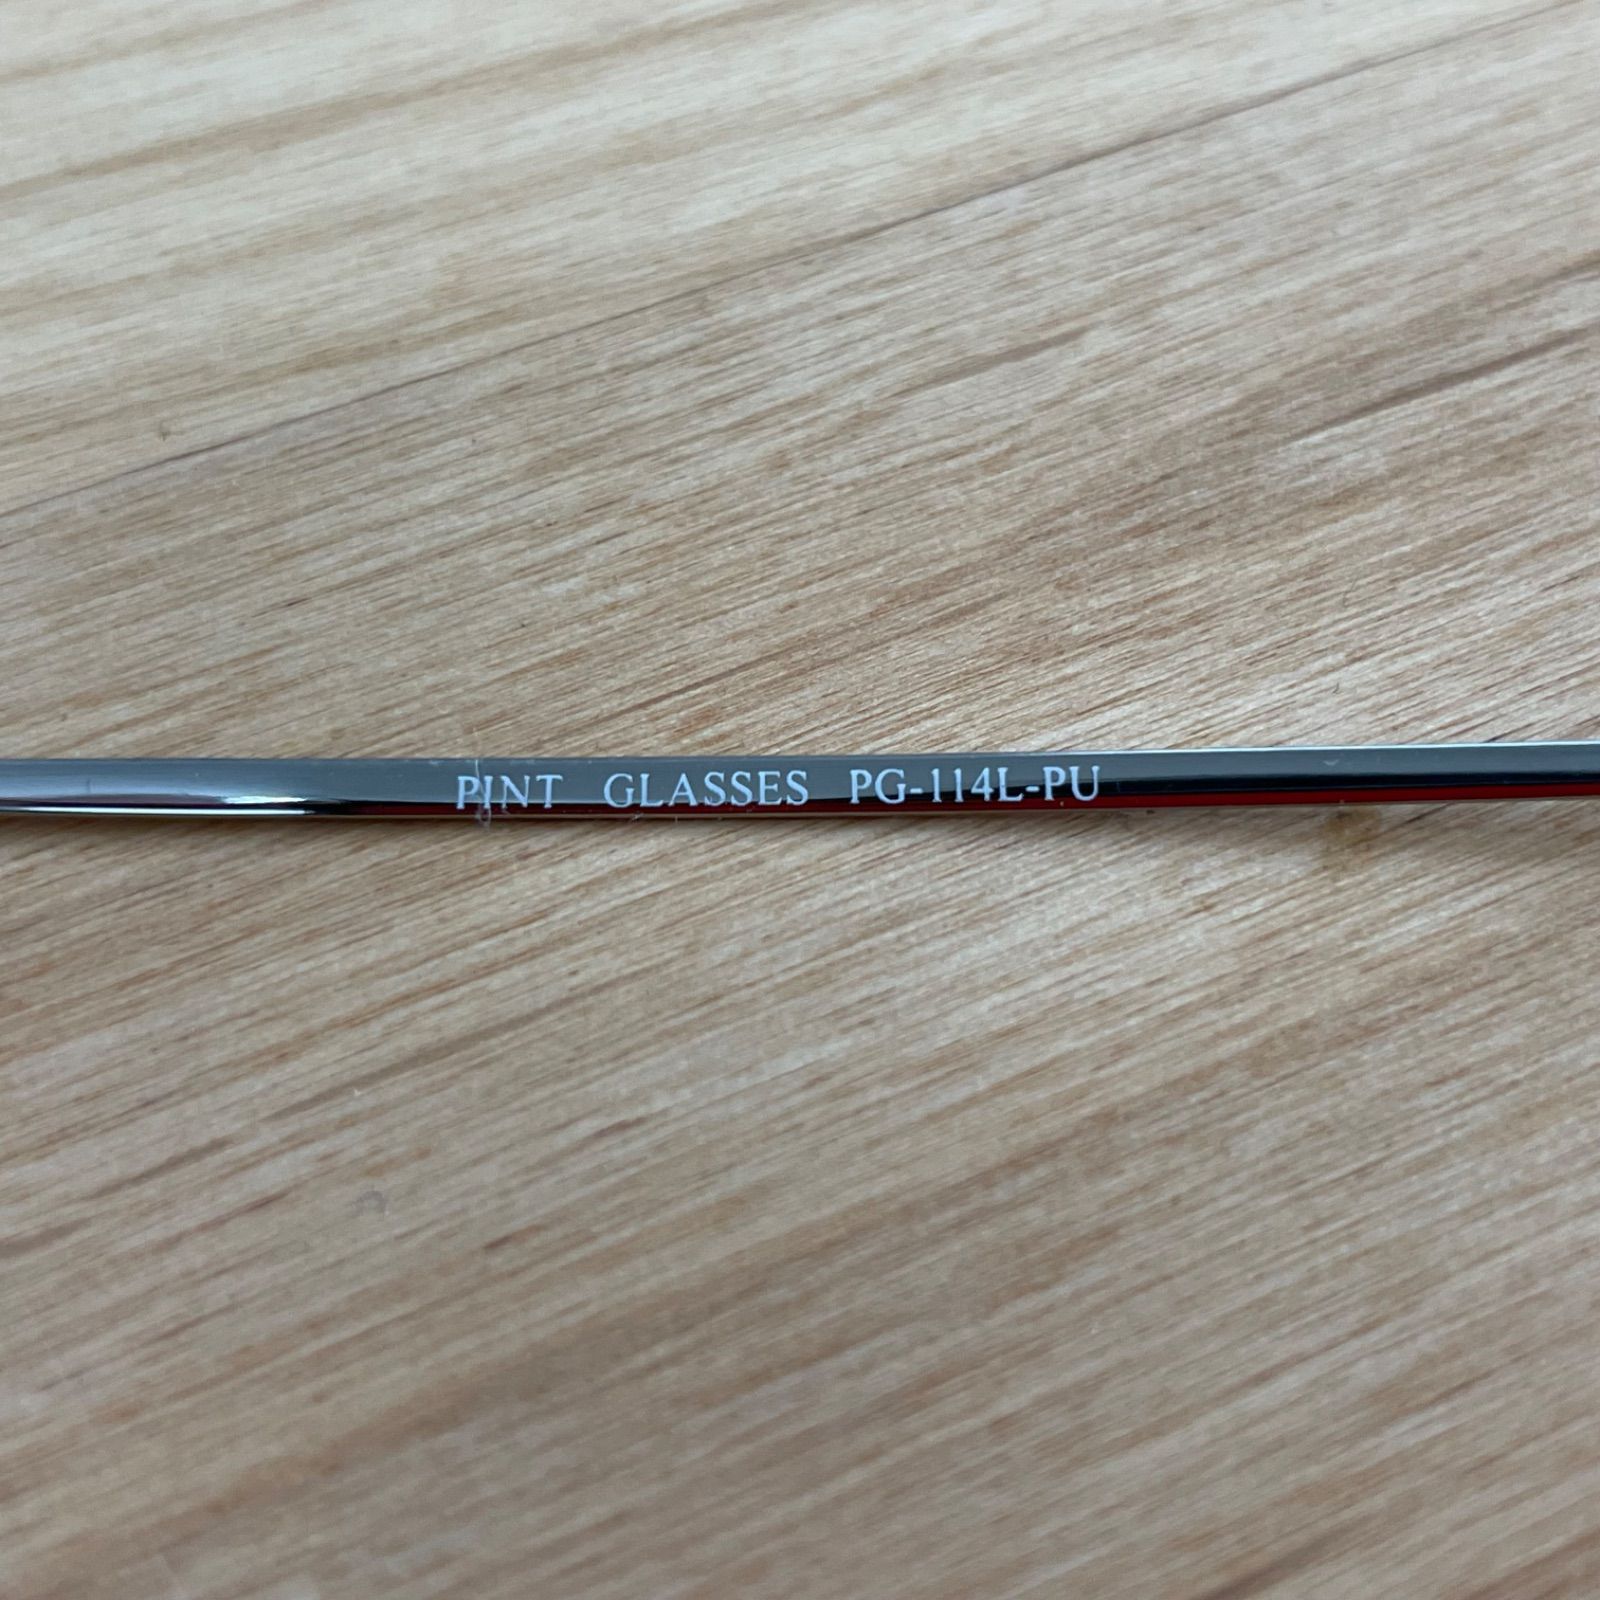 PINT GLASSES PG-114L-PU